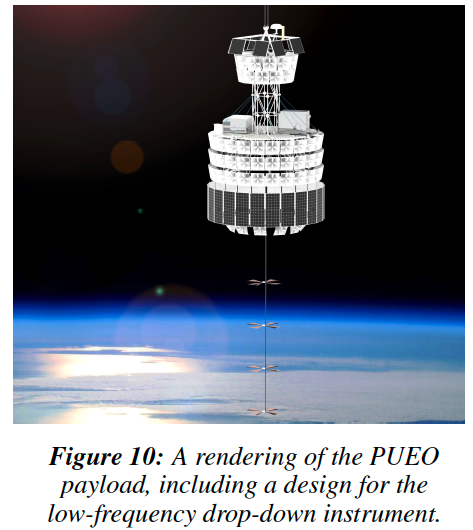 Figure 10: A rendering of the PUEO
payload, including a design for the
low-frequency drop-down instrument.